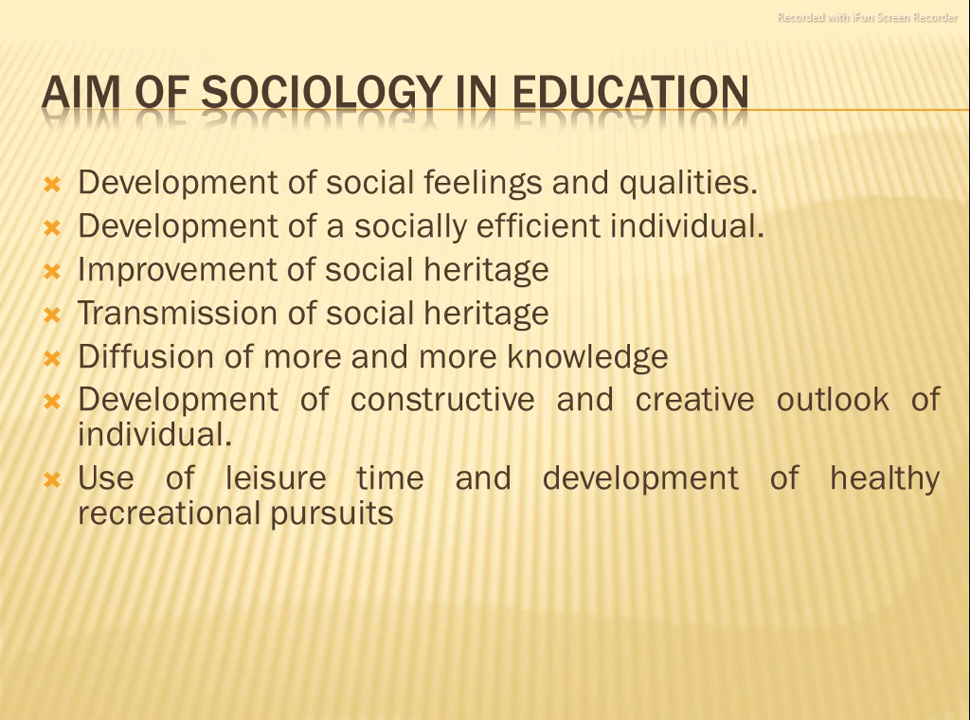 Recorded with iFun Screen Recorder
AIM OF SOCIOLOGY IN EDUCATION
Development of social feelings and qualities.
Development of a socially efficient individual.
Improvement of social heritage
Transmission of social heritage
Diffusion of more and more knowledge
Development of constructive and creative outlook of
individual.
Use of leisure time and development of healthy
recreational pursuits